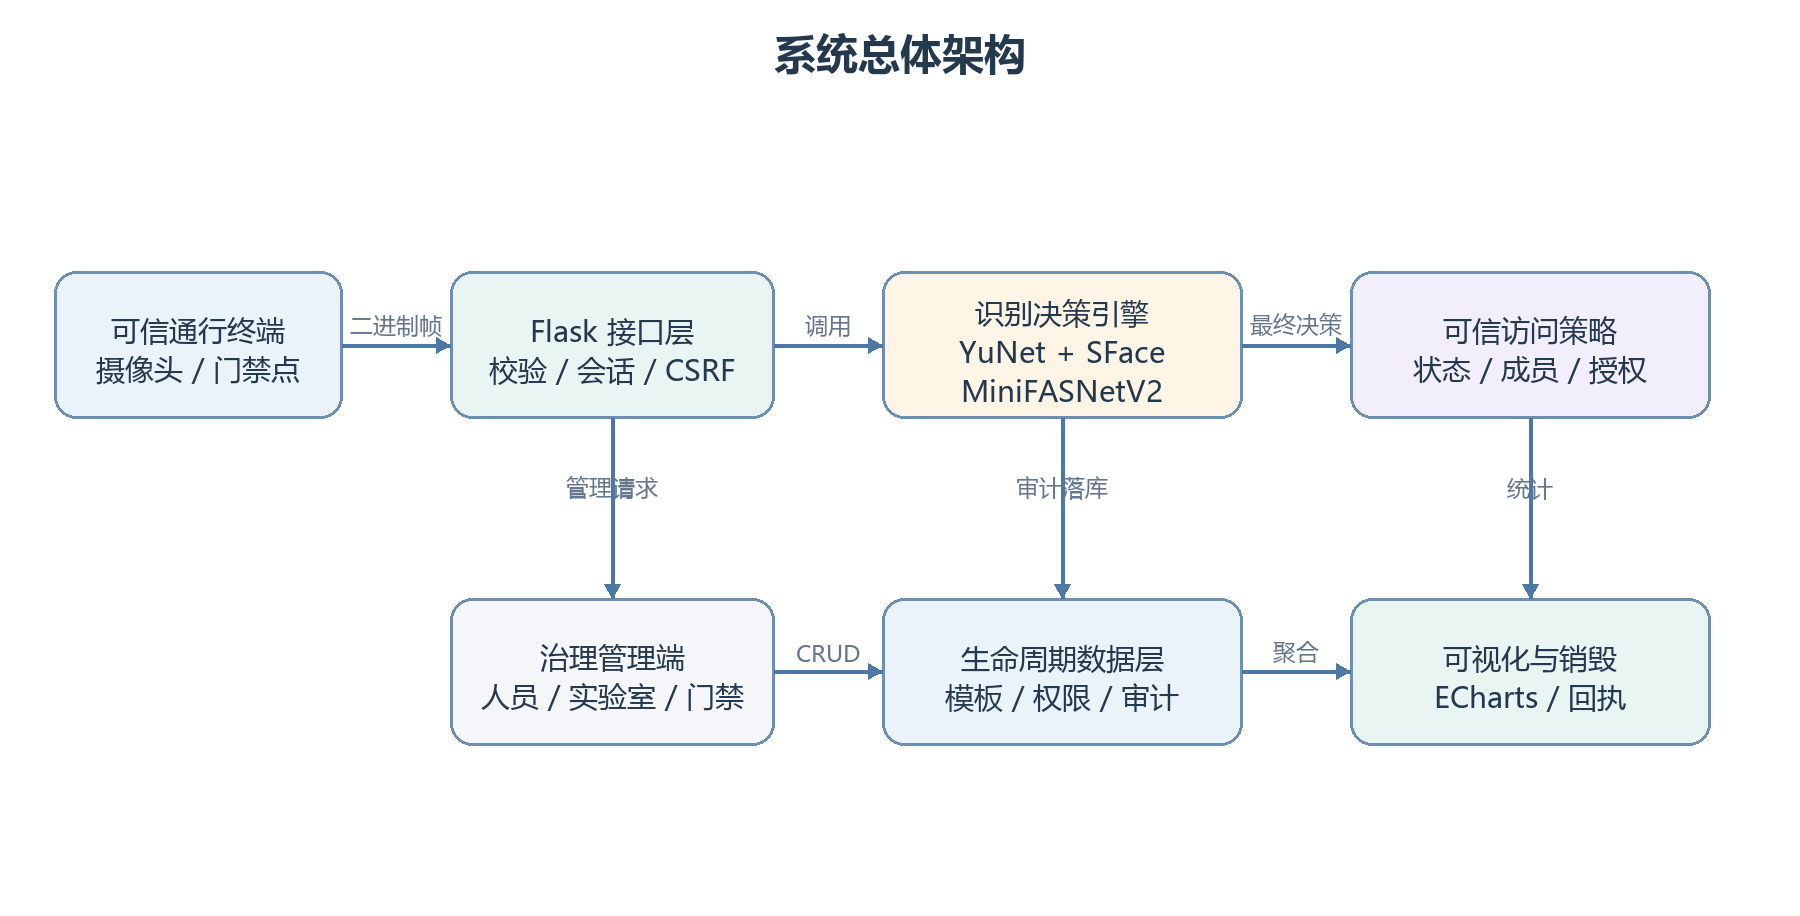 系统总体架构
可信通行终端
摄像头 / 门禁点
二进制帧
Flask 接口层
校验 / 会话 / CSRF
调用
识别决策引擎
YuNet + SFace
MiniFASNetV2
最终决策
可信访问策略
状态 / 成员 / 授权
管理请求
审计落库
统计
治理管理端
人员 / 实验室 / 门禁
CRUD
生命周期数据层
模板 / 权限 / 审计
聚合
可视化与销毁
ECharts / 回执